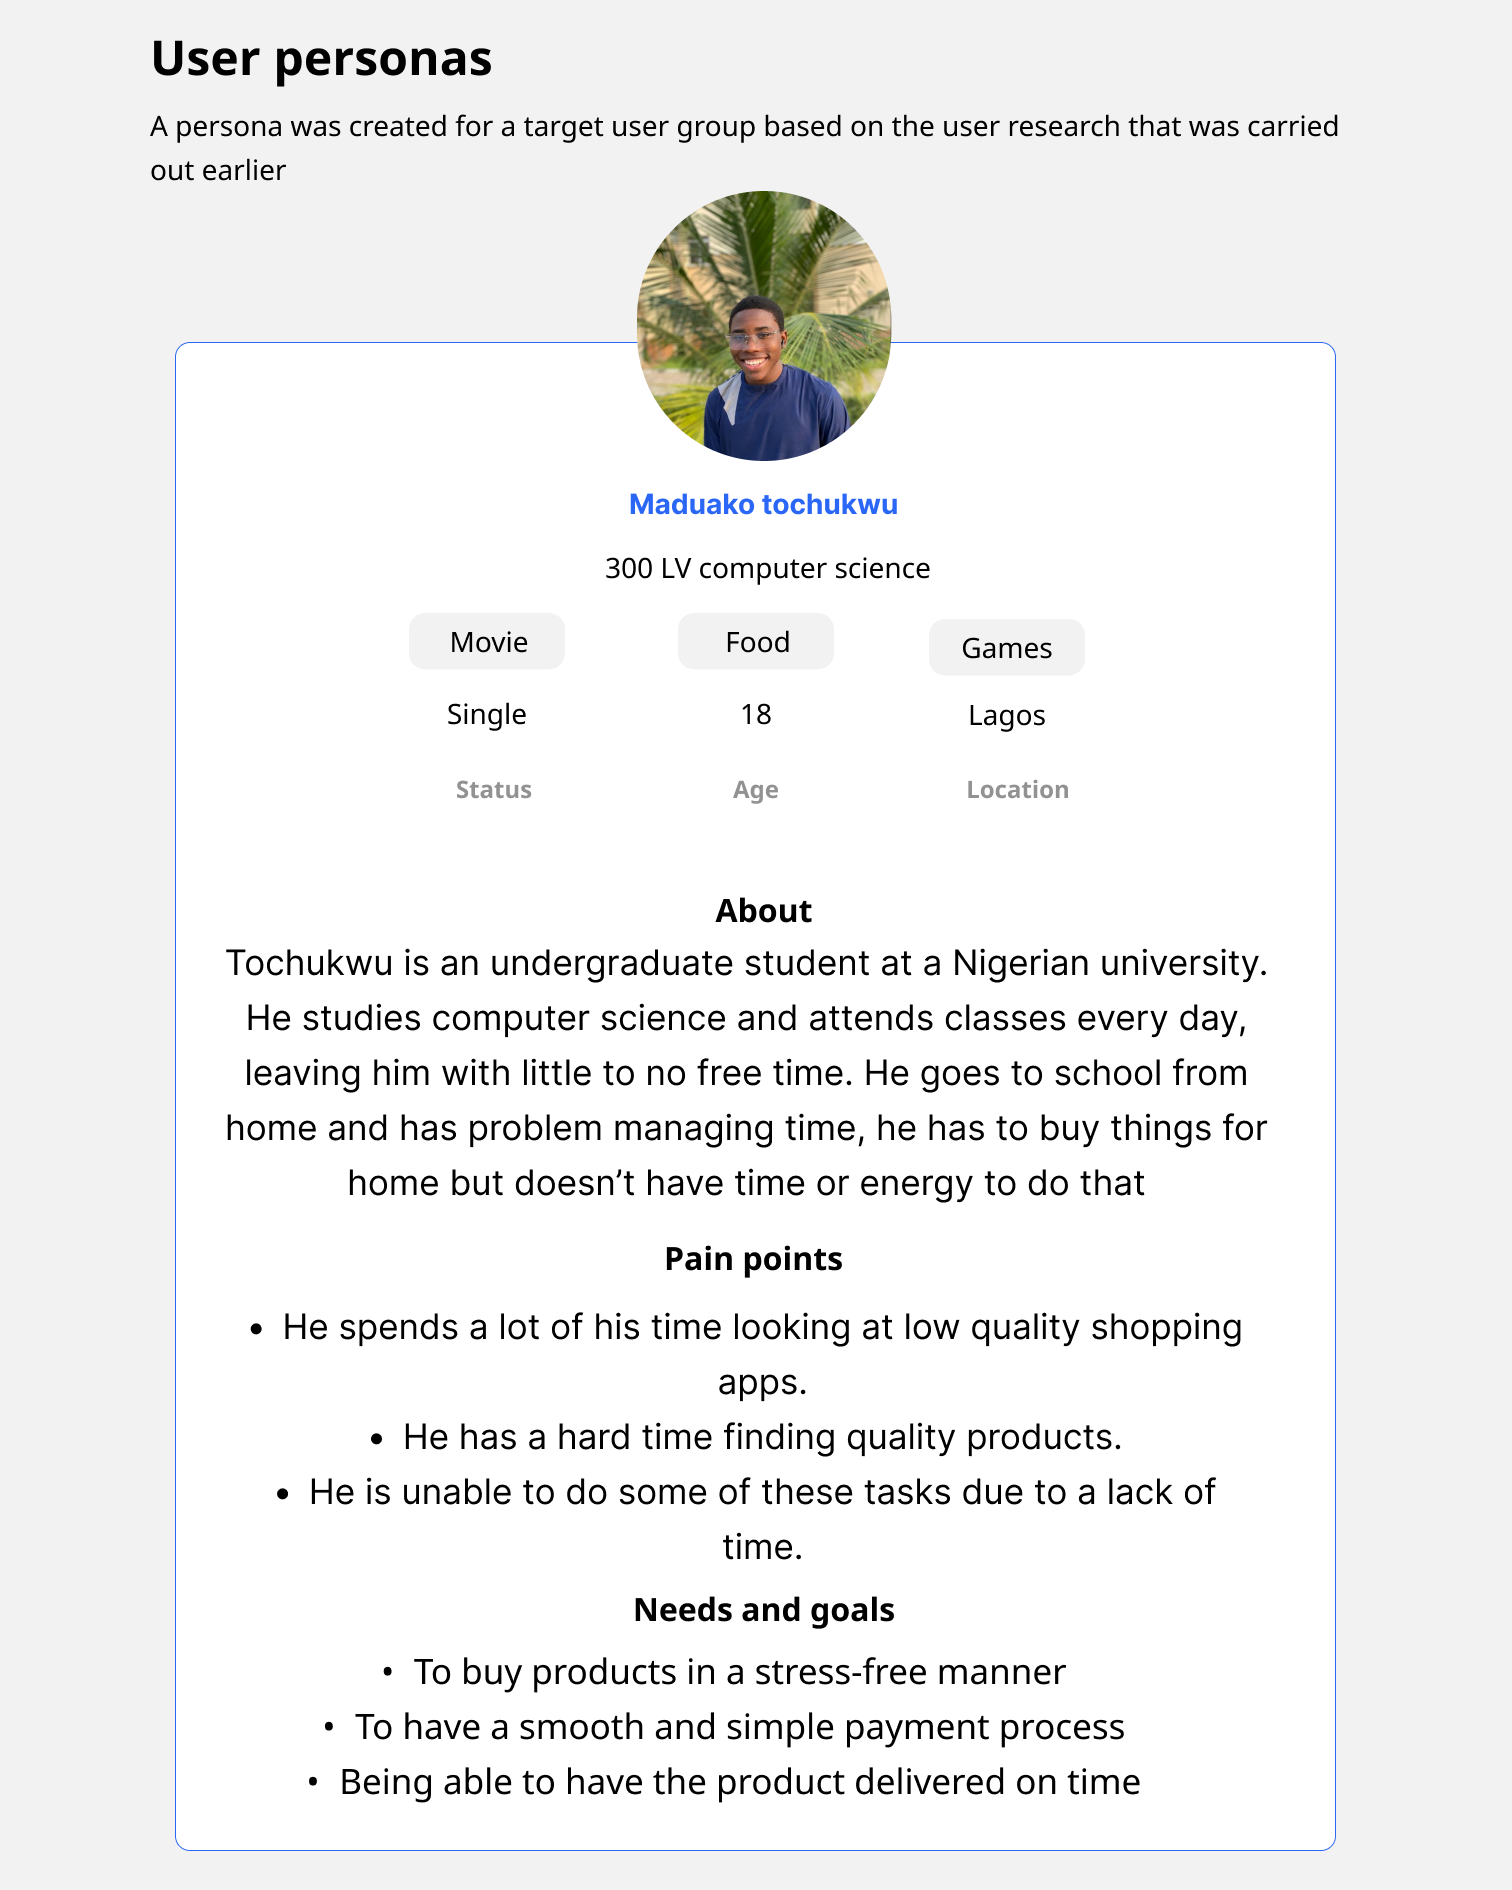 User personas
A persona was created for a target user group based on the user research that was carried
out earlier
Maduako tochukwu
300 LV computer science
Movie Food Games
Single 18 Lagos
Status Age Location
About
Tochukwu is an undergraduate student at a Nigerian university.
He studies computer science and attends classes every day,
leaving him with little to no free time. He goes to school from
home and has problem managing time, he has to buy things for
home but doesn’t have time or energy to do that
Pain points
• He spends a lot of his time looking at low quality shopping
apps.
• He has a hard time finding quality products.
• He is unable to do some of these tasks due to a lack of
time.
Needs and goals
• To buy products in a stress-free manner
• To have a smooth and simple payment process
• Being able to have the product delivered on time